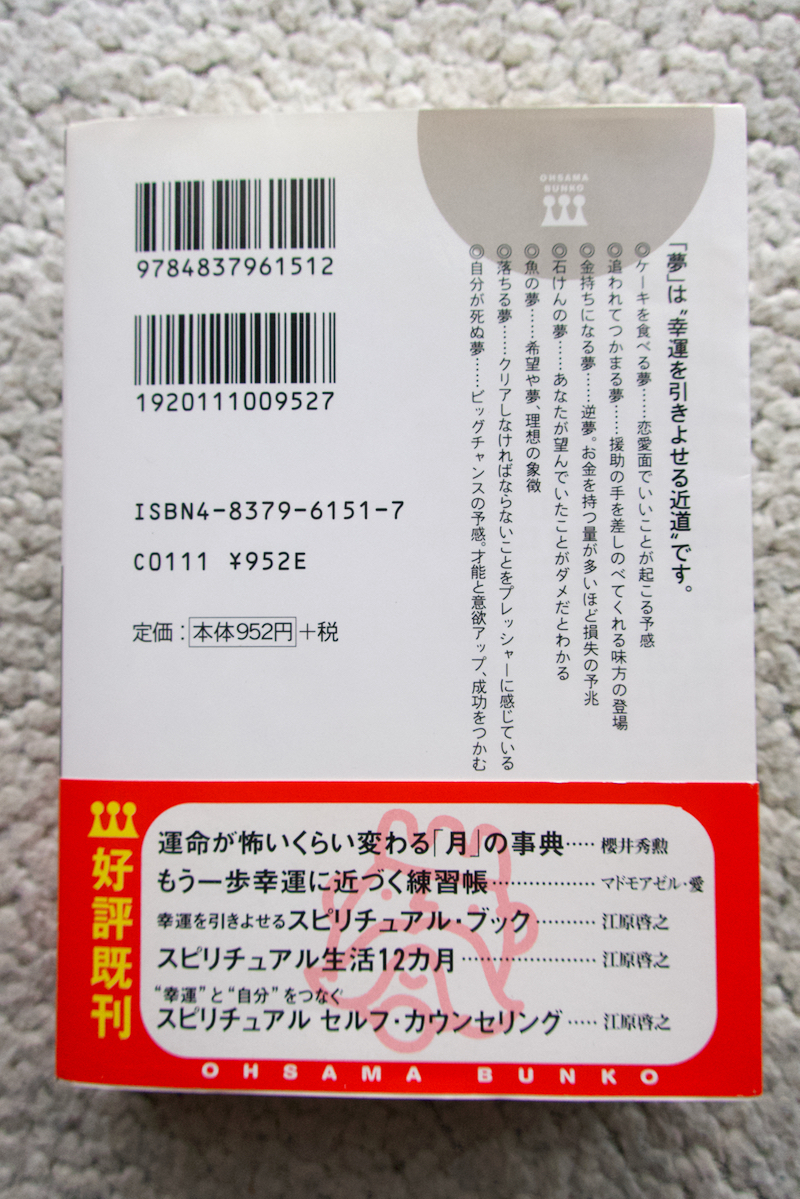 OHSAMA
BUNKO
「夢」は“幸運を引きよせる近道”です。
◎ケーキを食べる夢……恋愛面でいいことが起こる予感
◎追われてつかまる夢……援助の手を差しのべてくれる味方の登場
◎金持ちになる夢……逆夢。お金を持つ量が多いほど損失の予兆
◎石けんの夢……あなたが望んでいたことがダメだとわかる
◎魚の夢……希望や夢、理想の象徴
◎落ちる夢……クリアしなければならないことをプレッシャーに感じている
◎自分が死ぬ夢……ビッグチャンスの予感。才能と意欲アップ、成功をつかむ
9784837961512
1920111009527
ISBN4-8379-6151-7
C0111 ¥952E
定価：本体952円+税
好評既刊
運命が怖いくらい変わる「月」の事典……櫻井秀勲
もう一歩幸運に近づく練習帳………………マドモアゼル・愛
幸運を引きよせるスピリチュアル・ブック…………江原啓之
スピリチュアル生活12カ月………………………江原啓之
“幸運”と“自分”をつなぐ
スピリチュアル セルフ・カウンセリング……江原啓之
OHSAMA BUNKO